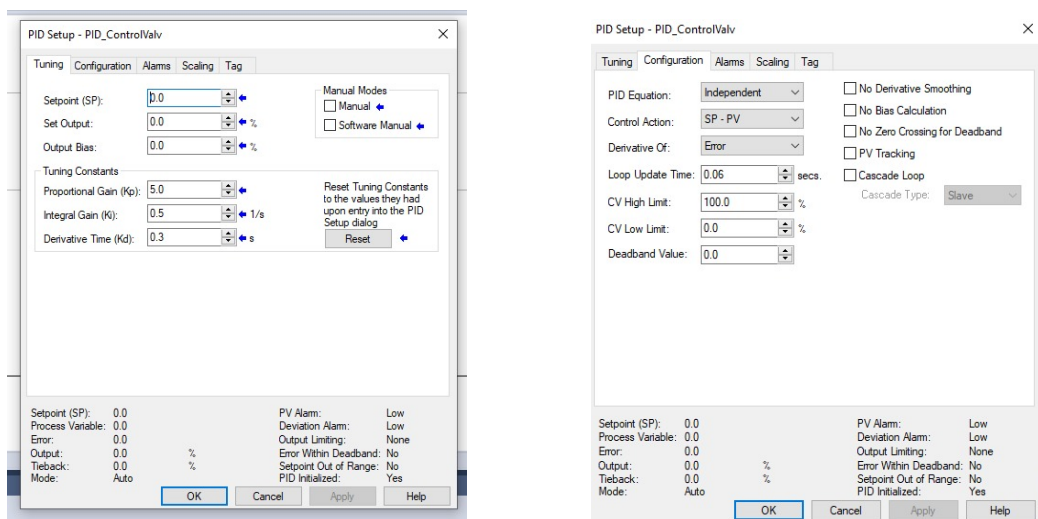 PID Setup - PID_ControlValv
Tuning Configuration Alarms Scaling Tag
Setpoint (SP): 0.0
Set Output: 0.0 %
Output Bias: 0.0 %
Manual Modes
Manual
Software Manual
Tuning Constants
Proportional Gain (Kp): 5.0
Integral Gain (Ki): 0.5 1/s
Derivative Time (Kd): 0.3 s
Reset Tuning Constants
to the values they had
upon entry into the PID
Setup dialog
Reset
Setpoint (SP): 0.0
Process Variable: 0.0
Error: 0.0
Output: 0.0 %
Tieback: 0.0 %
Mode: Auto
PV Alarm: Low
Deviation Alarm: Low
Output Limiting: None
Error Within Deadband: No
Setpoint Out of Range: No
PID Initialized: Yes
OK Cancel Apply Help
PID Setup - PID_ControlValv
Tuning Configuration Alarms Scaling Tag
PID Equation: Independent
Control Action: SP - PV
Derivative Of: Error
Loop Update Time: 0.06 secs.
CV High Limit: 100.0 %
CV Low Limit: 0.0 %
Deadband Value: 0.0
No Derivative Smoothing
No Bias Calculation
No Zero Crossing for Deadband
PV Tracking
Cascade Loop
Cascade Type: Slave
Setpoint (SP): 0.0
Process Variable: 0.0
Error: 0.0
Output: 0.0 %
Tieback: 0.0 %
Mode: Auto
PV Alarm: Low
Deviation Alarm: Low
Output Limiting: None
Error Within Deadband: No
Setpoint Out of Range: No
PID Initialized: Yes
OK Cancel Apply Help